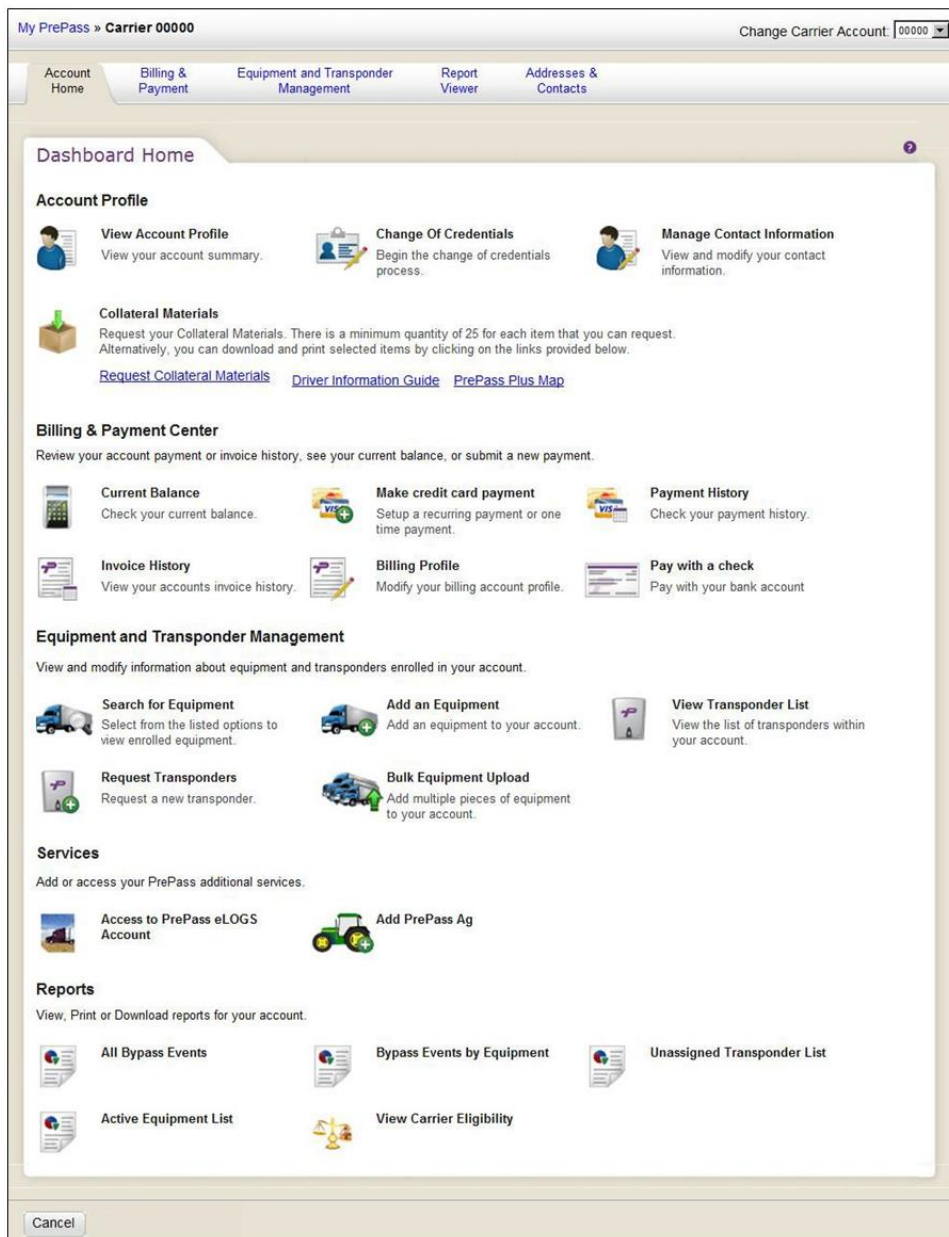 My PrePass » Carrier 00000
Change Carrier Account: 00000
Account Home
Billing & Payment
Equipment and Transponder Management
Report Viewer
Addresses & Contacts
Dashboard Home
?
Account Profile
View Account Profile
View your account summary.
Change Of Credentials
Begin the change of credentials
process.
Manage Contact Information
View and modify your contact
information.
Collateral Materials
Request your Collateral Materials. There is a minimum quantity of 25 for each item that you can request.
Alternatively, you can download and print selected items by clicking on the links provided below.
Request Collateral Materials Driver Information Guide PrePass Plus Map
Billing & Payment Center
Review your account payment or invoice history, see your current balance, or submit a new payment.
Current Balance
Check your current balance.
VISA
Make credit card payment
Setup a recurring payment or one
time payment.
VISA
Payment History
Check your payment history.
Invoice History
View your accounts invoice history.
Billing Profile
Modify your billing account profile.
Pay with a check
Pay with your bank account
Equipment and Transponder Management
View and modify information about equipment and transponders enrolled in your account.
Search for Equipment
Select from the listed options to
view enrolled equipment.
Add an Equipment
Add an equipment to your account.
View Transponder List
View the list of transponders within
your account.
Request Transponders
Request a new transponder.
Bulk Equipment Upload
Add multiple pieces of equipment
to your account.
Services
Add or access your PrePass additional services.
Access to PrePass eLOGS
Account
Add PrePass Ag
Reports
View, Print or Download reports for your account.
All Bypass Events
Bypass Events by Equipment
Unassigned Transponder List
Active Equipment List
View Carrier Eligibility
Cancel